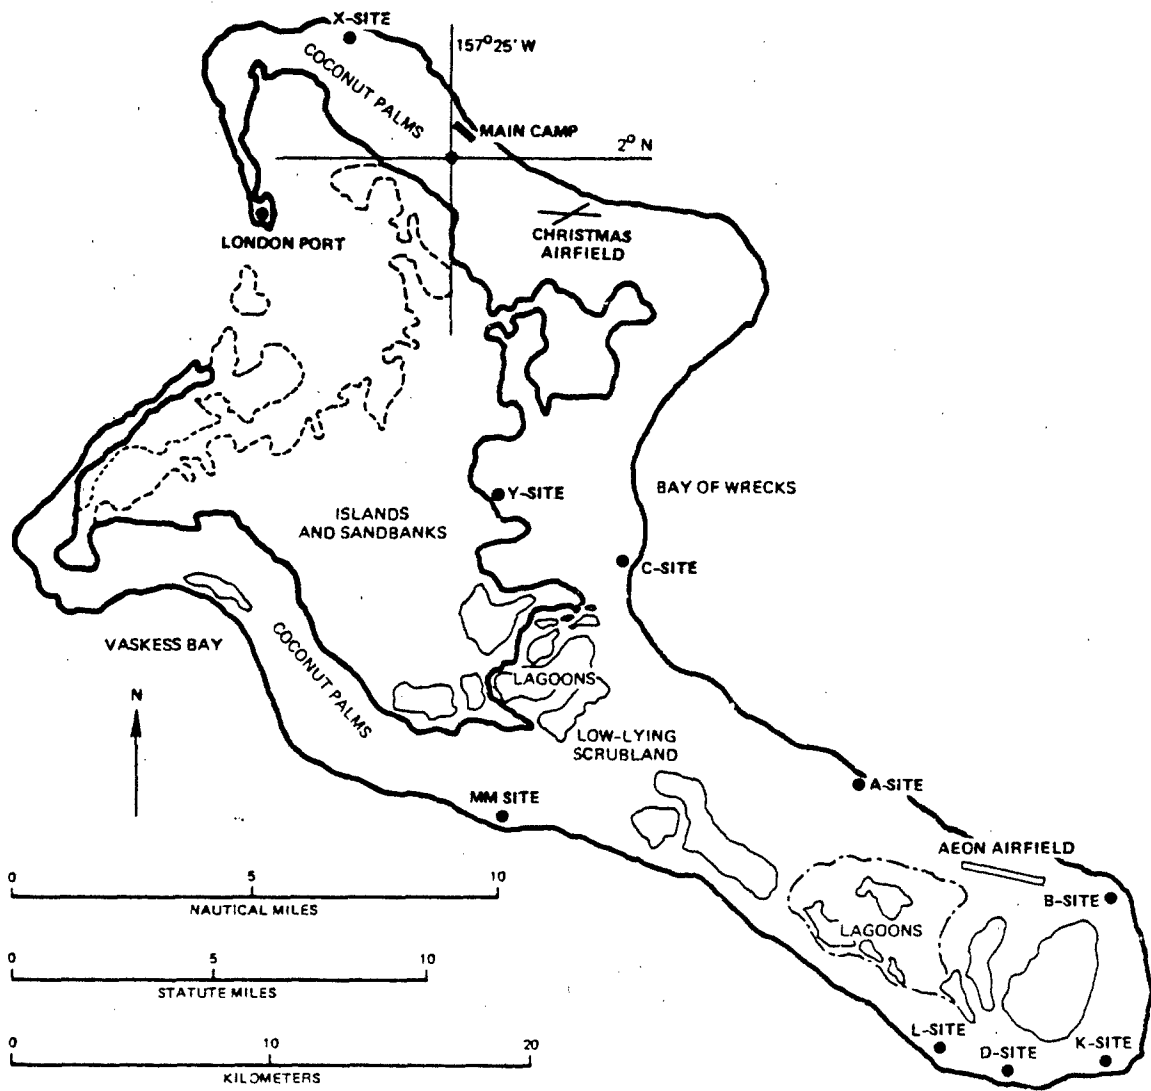 X-SITE
157°25'W
COCONUT PALMS
MAIN CAMP
2° N
LONDON PORT
CHRISTMAS
AIRFIELD
BAY OF WRECKS
Y-SITE
ISLANDS
AND SANDBANKS
C-SITE
VASKESS BAY
COCONUT PALMS
LAGOONS
N
LOW-LYING
SCRUBLAND
A-SITE
MM SITE
AEON AIRFIELD
0 5 10
NAUTICAL MILES
B-SITE
LAGOONS
0 5 10
STATUTE MILES
L-SITE
D-SITE
K-SITE
0 10 20
KILOMETERS